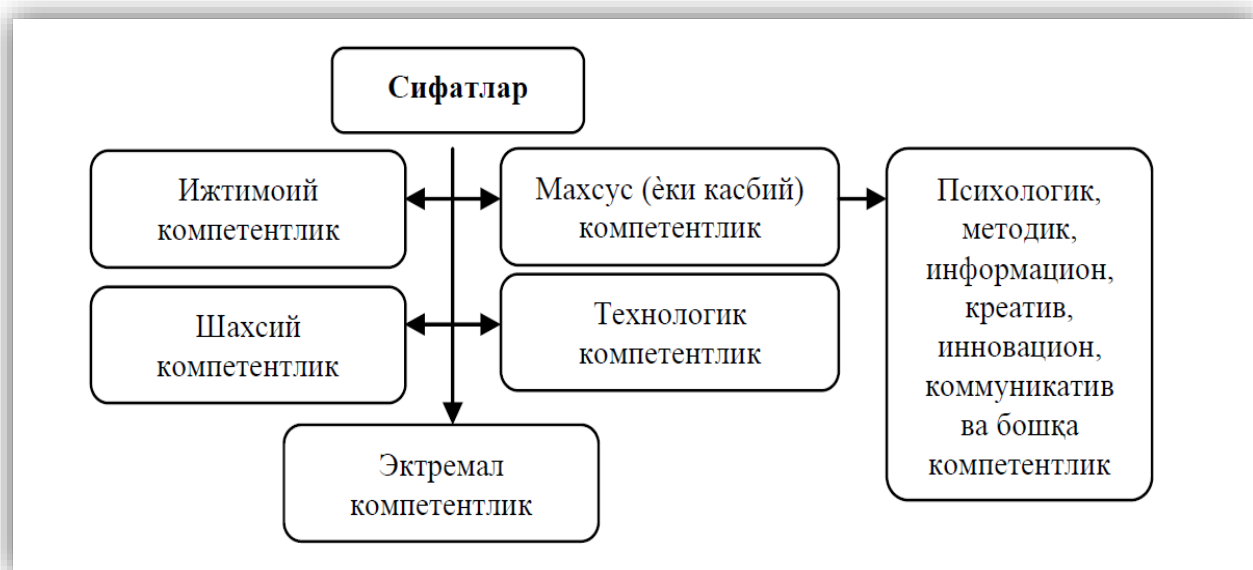 Сифатлар
Ижтимоий
компетентлик
Махсус (ѐки касбий)
компетентлик
Психологик,
методик,
информацион,
креатив,
инновацион,
коммуникатив
ва бошқа
компетентлик
Шахсий
компетентлик
Технологик
компетентлик
Эктремал
компетентлик